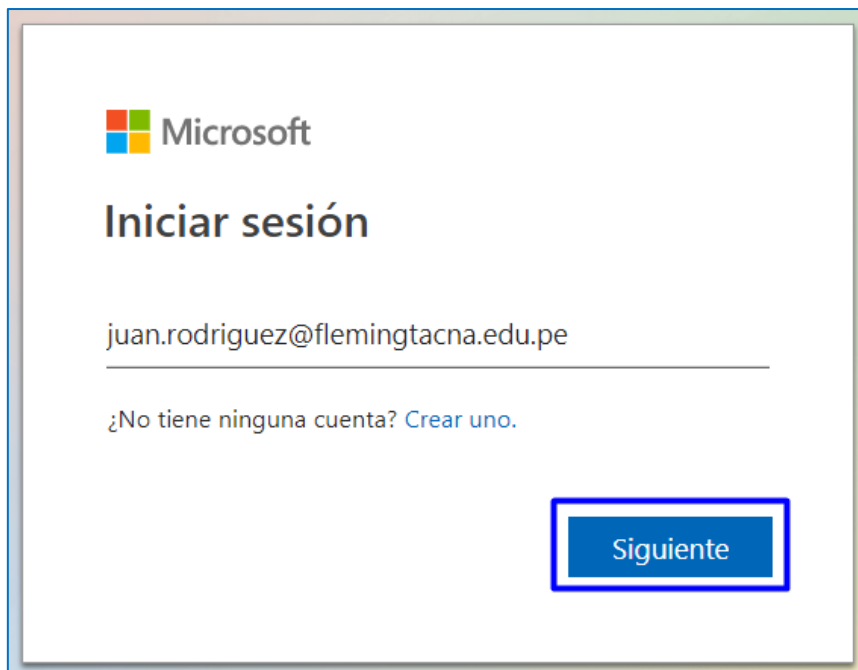 Microsoft
Iniciar sesión
juan.rodriguez@flemingtacna.edu.pe
¿No tiene ninguna cuenta? Crear uno.
Siguiente